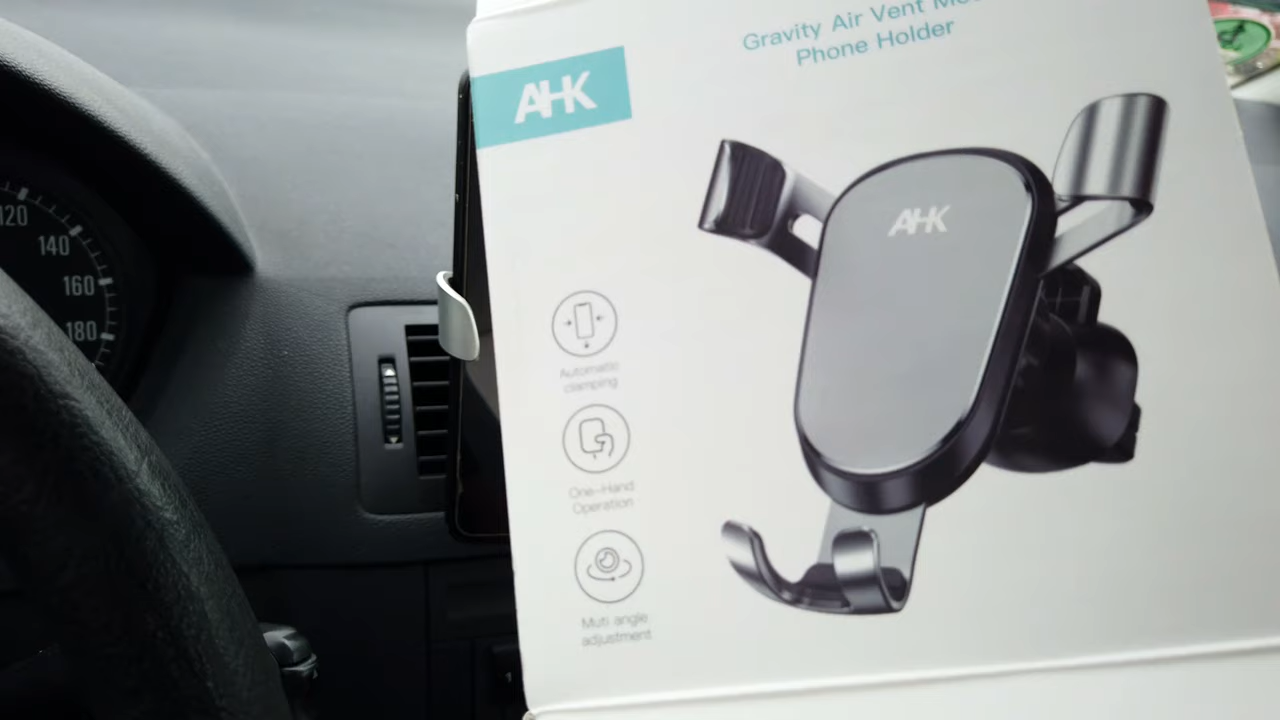 Gravity Air Vent
Phone Holder
AHK
AHK
Automatic
clamping
One-Hand
Operation
Muti angle
adjustment
120
140
160
180